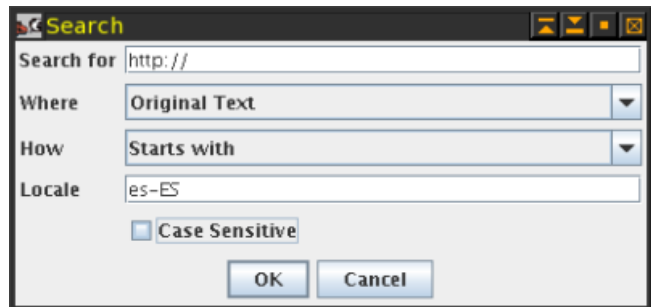 Search
Search for http://
Where Original Text
How Starts with
Locale es-ES
Case Sensitive
OK Cancel